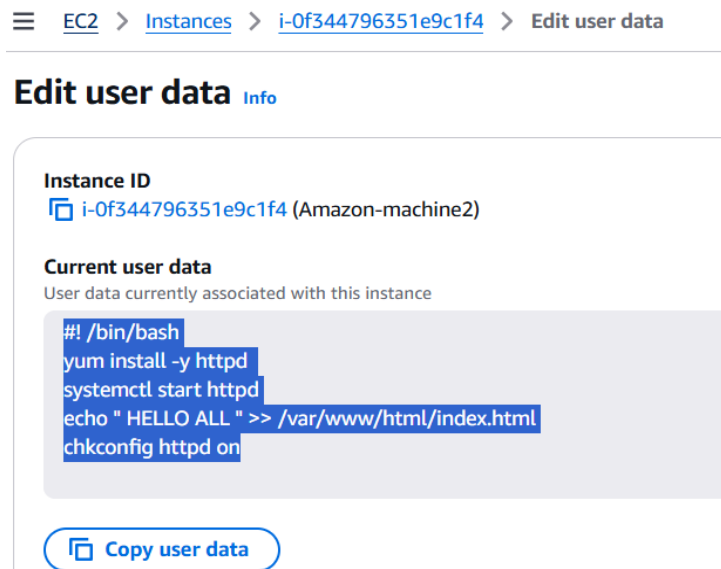 EC2 > Instances > i-0f344796351e9c1f4 > Edit user data
Edit user data Info
Instance ID
i-0f344796351e9c1f4 (Amazon-machine2)
Current user data
User data currently associated with this instance
#! /bin/bash
yum install -y httpd
systemctl start httpd
echo " HELLO ALL " >> /var/www/html/index.html
chkconfig httpd on
Copy user data